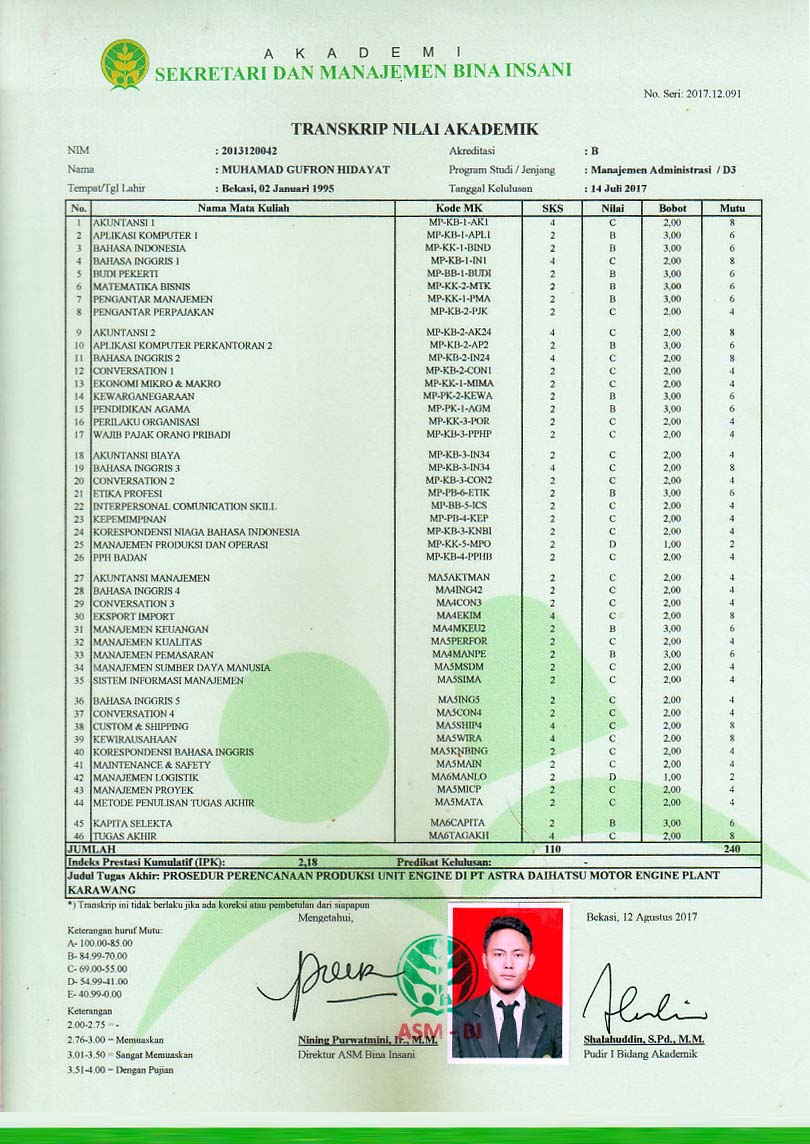 A K A D E M I
SEKRETARI DAN MANAJEMEN BINA INSANI
No. Seri: 2017.12.091
TRANSKRIP NILAI AKADEMIK
NIM : 2013120042 Akreditasi : B
Nama : MUHAMAD GUFRON HIDAYAT Program Studi / Jenjang : Manajemen Administrasi / D3
Tempat/Tgl Lahir : Bekasi, 02 Januari 1995 Tanggal Kelulusan : 14 Juli 2017
No. Nama Mata Kuliah Kode MK SKS Nilai Bobot Mutu
1 AKUNTANSI 1 MP-KB-1-AK1 4 C 2,00 8
2 APLIKASI KOMPUTER 1 MP-KB-1-APL1 2 B 3,00 6
3 BAHASA INDONESIA MP-KK-1-BIND 2 B 3,00 6
4 BAHASA INGGRIS 1 MP-KB-1-IN1 4 C 2,00 8
5 BUDI PEKERTI MP-BB-1-BUDI 2 B 3,00 6
6 MATEMATIKA BISNIS MP-KK-2-MTK 2 B 3,00 6
7 PENGANTAR MANAJEMEN MP-KK-1-PMA 2 B 3,00 6
8 PENGANTAR PERPAJAKAN MP-KB-2-PJK 2 C 2,00 4
9 AKUNTANSI 2 MP-KB-2-AK24 4 C 2,00 8
10 APLIKASI KOMPUTER PERKANTORAN 2 MP-KB-2-AP2 2 B 3,00 6
11 BAHASA INGGRIS 2 MP-KB-2-IN24 4 C 2,00 8
12 CONVERSATION 1 MP-KB-2-CON1 2 C 2,00 4
13 EKONOMI MIKRO & MAKRO MP-KK-1-MIMA 2 C 2,00 4
14 KEWARGANEGARAAN MP-PK-2-KEWA 2 B 3,00 6
15 PENDIDIKAN AGAMA MP-PK-1-AGM 2 B 3,00 6
16 PERILAKU ORGANISASI MP-KK-3-POR 2 C 2,00 4
17 WAJIB PAJAK ORANG PRIBADI MP-KB-3-PPHP 2 C 2,00 4
18 AKUNTANSI BIAYA MP-KB-3-IN34 2 C 2,00 4
19 BAHASA INGGRIS 3 MP-KB-3-IN34 4 C 2,00 8
20 CONVERSATION 2 MP-KB-3-CON2 2 C 2,00 4
21 ETIKA PROFESI MP-PB-6-ETIK 2 B 3,00 6
22 INTERPERSONAL COMUNICATION SKILL MP-BB-5-ICS 2 C 2,00 4
23 KEPEMIMPINAN MP-PB-4-KEP 2 C 2,00 4
24 KORESPONDENSI NIAGA BAHASA INDONESIA MP-KB-3-KNBI 2 C 2,00 4
25 MANAJEMEN PRODUKSI DAN OPERASI MP-KK-5-MPO 2 D 1,00 2
26 PPH BADAN MP-KB-4-PPHB 2 C 2,00 4
27 AKUNTANSI MANAJEMEN MA5AKTMAN 2 C 2,00 4
28 BAHASA INGGRIS 4 MA4ING42 2 C 2,00 4
29 CONVERSATION 3 MA4CON3 2 C 2,00 4
30 EKSPORT IMPORT MA4EKIM 4 C 2,00 8
31 MANAJEMEN KEUANGAN MA4MKEU2 2 B 3,00 6
32 MANAJEMEN KUALITAS MA5PERFOR 2 C 2,00 4
33 MANAJEMEN PEMASARAN MA4MANPE 2 B 3,00 6
34 MANAJEMEN SUMBER DAYA MANUSIA MA5MSDM 2 C 2,00 4
35 SISTEM INFORMASI MANAJEMEN MA5SIMA 2 C 2,00 4
36 BAHASA INGGRIS 5 MA5ING5 2 C 2,00 4
37 CONVERSATION 4 MA5CON4 2 C 2,00 4
38 CUSTOM & SHIPPING MA5SHIP4 4 C 2,00 8
39 KEWIRAUSAHAAN MA5WIRA 4 C 2,00 8
40 KORESPONDENSI BAHASA INGGRIS MA5KNBING 2 C 2,00 4
41 MAINTENANCE & SAFETY MA5MAIN 2 C 2,00 4
42 MANAJEMEN LOGISTIK MA6MANLO 2 D 1,00 2
43 MANAJEMEN PROYEK MA5MICP 2 C 2,00 4
44 METODE PENULISAN TUGAS AKHIR MA5MATA 2 C 2,00 4
45 KAPITA SELEKTA MA6CAPITA 2 B 3,00 6
46 TUGAS AKHIR MA6TAGAKH 4 C 2,00 8
JUMLAH 110 240
Indeks Prestasi Kumulatif (IPK): 2,18 Predikat Kelulusan: -
Judul Tugas Akhir: PROSEDUR PERENCANAAN PRODUKSI UNIT ENGINE DI PT ASTRA DAIHATSU MOTOR ENGINE PLANT
KARAWANG
*) Transkrip ini tidak berlaku jika ada koreksi atau pembetulan dari siapapun
Mengetahui, Bekasi, 12 Agustus 2017
Keterangan huruf Mutu:
A- 100.00-85.00
B- 84.99-70.00
C- 69.00-55.00
D- 54.99-41.00
E- 40.99-0.00
Keterangan
2.00-2.75 = -
2.76-3.00 = Memuaskan
3.01-3.50 = Sangat Memuaskan
3.51-4.00 = Dengan Pujian
ASM - BI
Nining Purwatmini, Ir., M.M.
Direktur ASM Bina Insani
Shalahuddin, S.Pd., M.M.
Pudir I Bidang Akademik